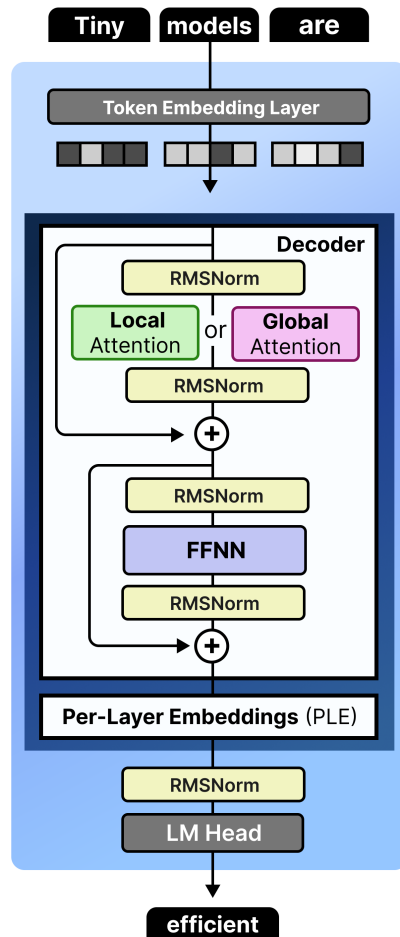 Tiny models are
Token Embedding Layer
Decoder
RMSNorm
Local
Attention
or
Global
Attention
RMSNorm
+
RMSNorm
FFNN
RMSNorm
+
Per-Layer Embeddings (PLE)
RMSNorm
LM Head
efficient